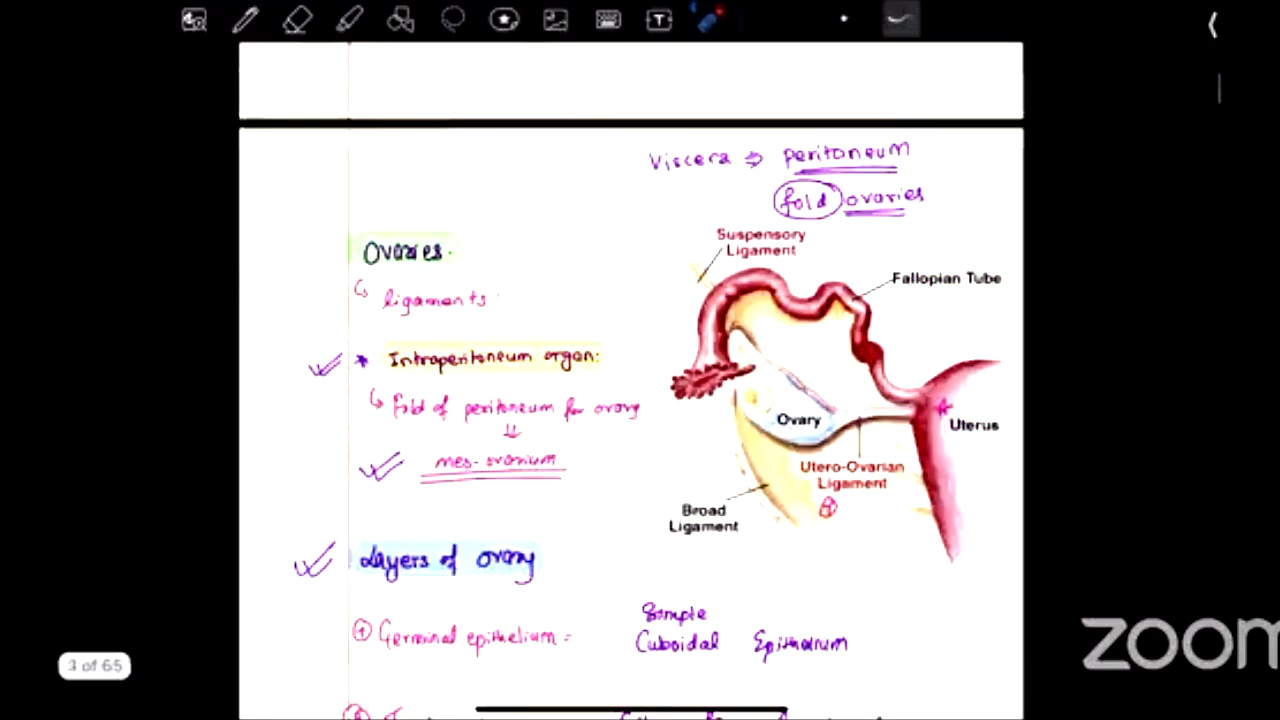 Viscera ⇒ peritoneum
fold ovaries
Ovaries.
ligaments
Suspensory
Ligament
Fallopian Tube
* Intraperitoneum organ:
fold of peritoneum for ovary
mes-ovarium
Ovary
Uterus
Utero-Ovarian
Ligament
Broad
Ligament
Layers of ovary
① Germinal epithelium = Simple
Cuboidal Epithelium
3 of 65
zoom